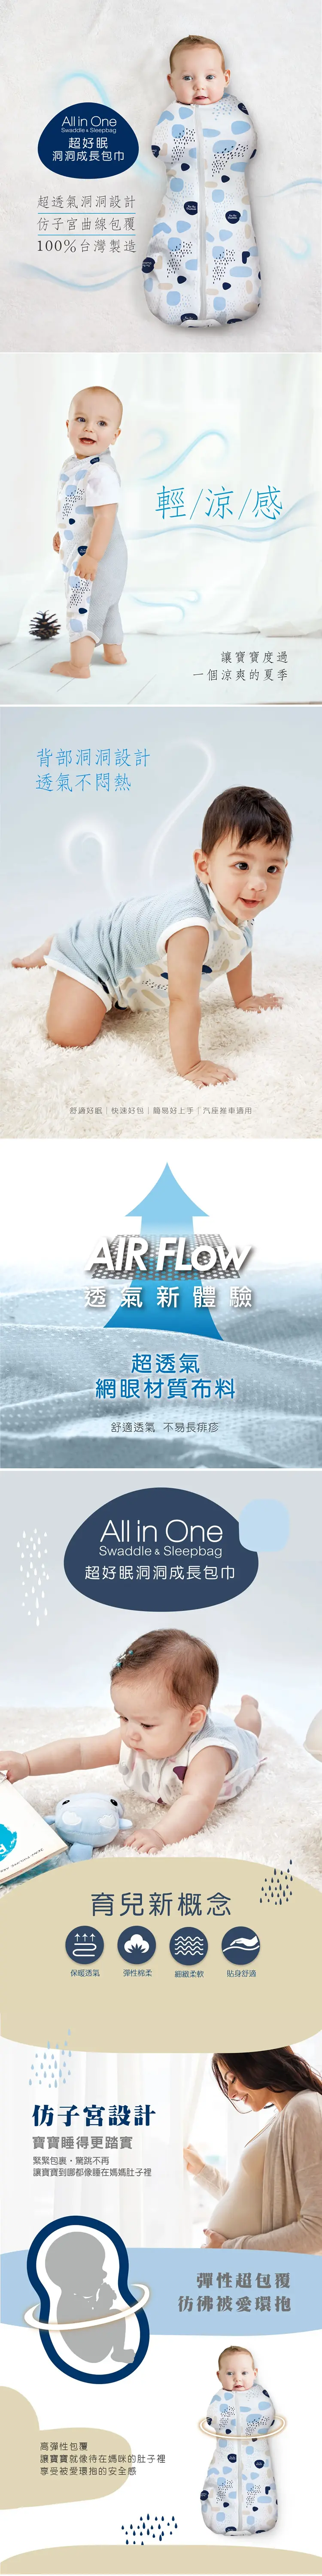 All in One
Swaddle & Sleepbag
超好眠
洞洞成長包巾
超透氣洞洞設計
仿子宮曲線包覆
100%台灣製造
輕/涼/感
讓寶寶度過
一個涼爽的夏季
背部洞洞設計
透氣不悶熱
舒適好眠|快速好包|簡易好上手|汽座推車適用
AIR FLOW
透氣新體驗
超透氣
網眼材質布料
舒適透氣 不易長痱疹
All in One
Swaddle & Sleepbag
超好眠洞洞成長包巾
育兒新概念
保暖透氣
彈性棉柔
細緻柔軟
貼身舒適
仿子宮設計
寶寶睡得更踏實
緊緊包裹,驚跳不再
讓寶寶到哪都像睡在媽媽肚子裡
彈性超包覆
彷彿被愛環抱
高彈性包覆
讓寶寶就像待在媽咪的肚子裡
享受被愛環抱的安全感